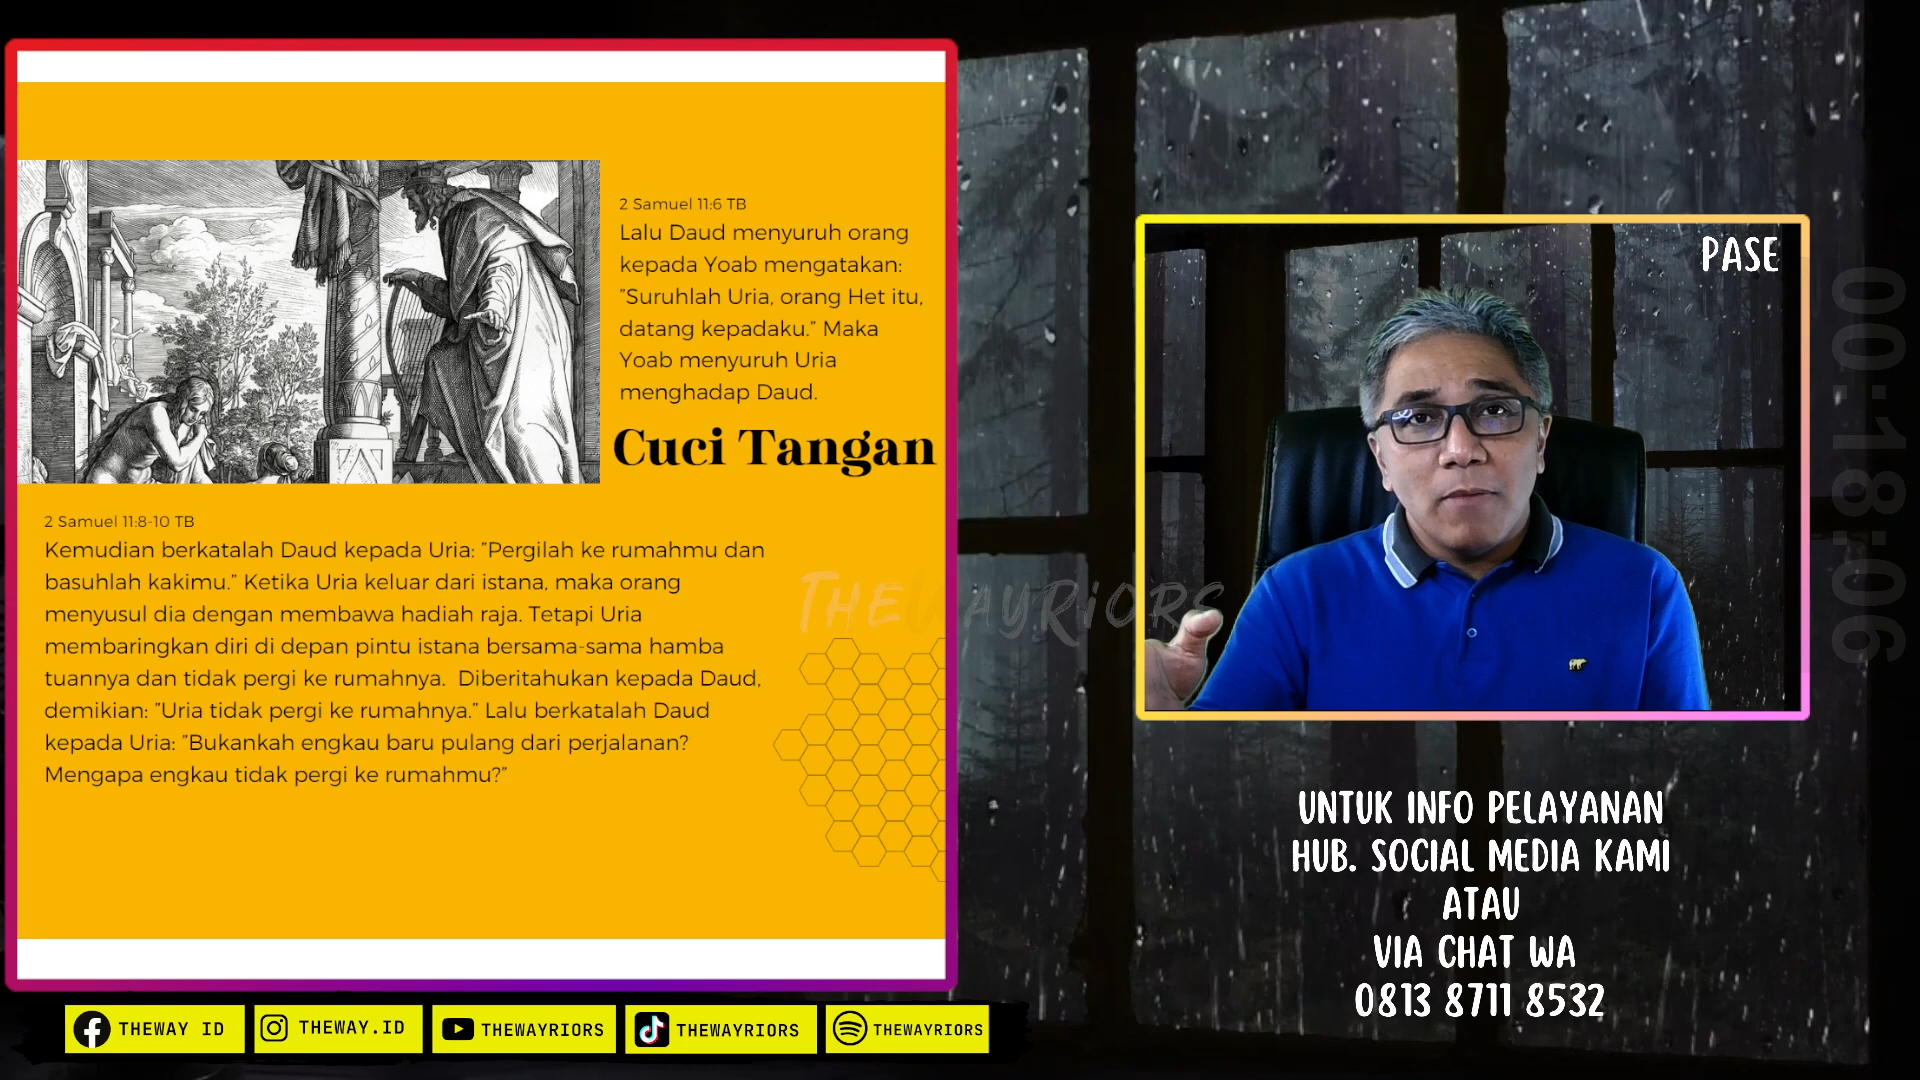 2 Samuel 11:6 TB
Lalu Daud menyuruh orang
kepada Yoab mengatakan:
"Suruhlah Uria, orang Het itu,
datang kepadaku." Maka
Yoab menyuruh Uria
menghadap Daud.
Cuci Tangan
2 Samuel 11:8-10 TB
Kemudian berkatalah Daud kepada Uria: "Pergilah ke rumahmu dan
basuhlah kakimu." Ketika Uria keluar dari istana, maka orang
menyusul dia dengan membawa hadiah raja. Tetapi Uria
membaringkan diri di depan pintu istana bersama-sama hamba
tuannya dan tidak pergi ke rumahnya.  Diberitahukan kepada Daud,
demikian: "Uria tidak pergi ke rumahnya." Lalu berkatalah Daud
kepada Uria: "Bukankah engkau baru pulang dari perjalanan?
Mengapa engkau tidak pergi ke rumahmu?"
THEWAYRIORS
PASE
00:18:06
UNTUK INFO PELAYANAN
HUB. SOCIAL MEDIA KAMI
ATAU
VIA CHAT WA
0813 8711 8532
THEWAY ID
THEWAY.ID
THEWAYRIORS
THEWAYRIORS
THEWAYRIORS